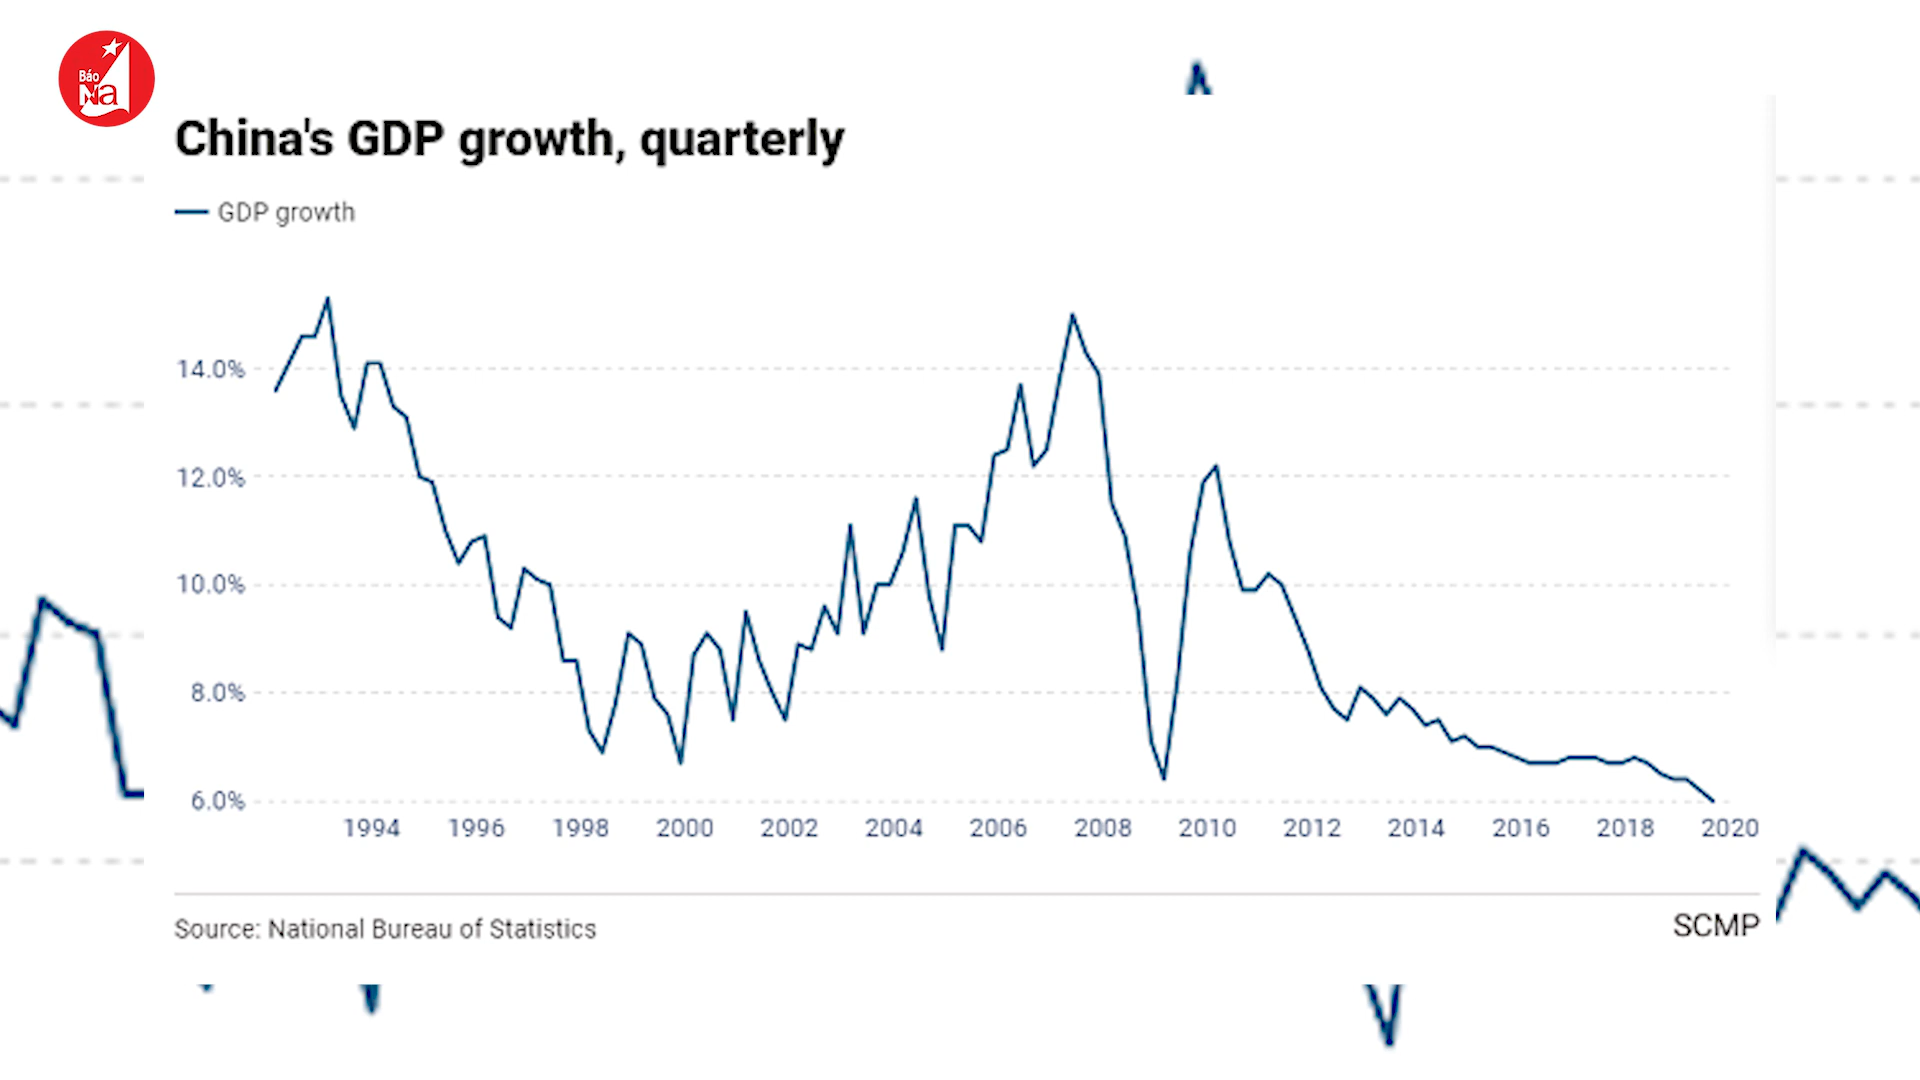 Báo
Na
China's GDP growth, quarterly
GDP growth
14.0%
12.0%
10.0%
8.0%
6.0%
1994 1996 1998 2000 2002 2004 2006 2008 2010 2012 2014 2016 2018 2020
Source: National Bureau of Statistics
SCMP